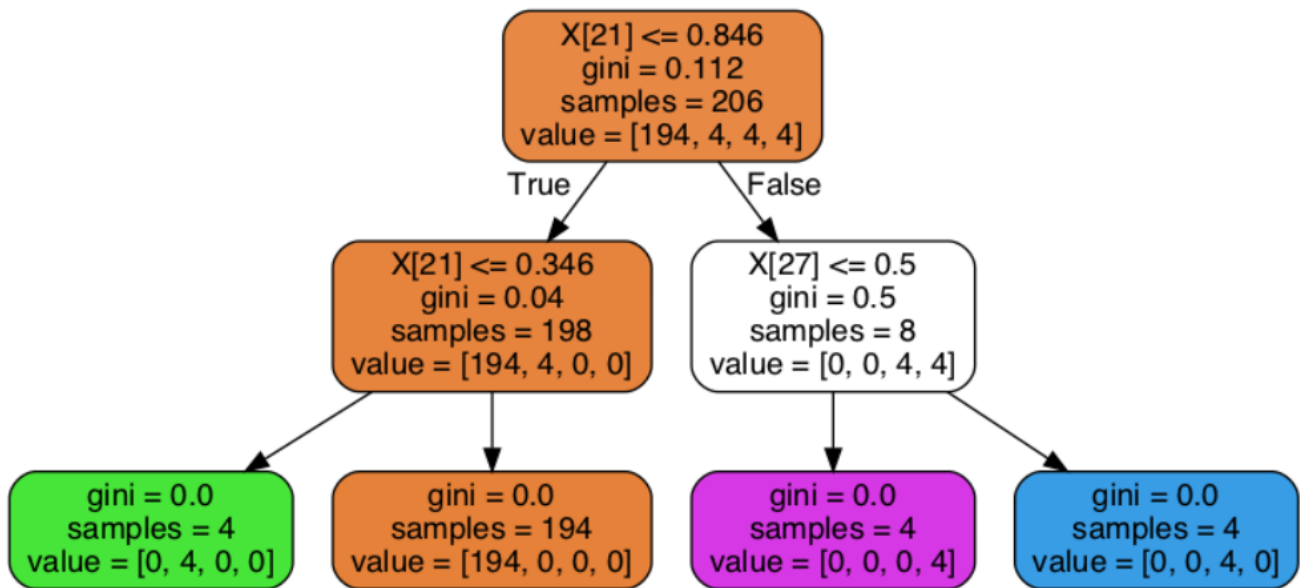 X[21] <= 0.846
gini = 0.112
samples = 206
value = [194, 4, 4, 4]
True
False
X[21] <= 0.346
gini = 0.04
samples = 198
value = [194, 4, 0, 0]
X[27] <= 0.5
gini = 0.5
samples = 8
value = [0, 0, 4, 4]
gini = 0.0
samples = 4
value = [0, 4, 0, 0]
gini = 0.0
samples = 194
value = [194, 0, 0, 0]
gini = 0.0
samples = 4
value = [0, 0, 0, 4]
gini = 0.0
samples = 4
value = [0, 0, 4, 0]